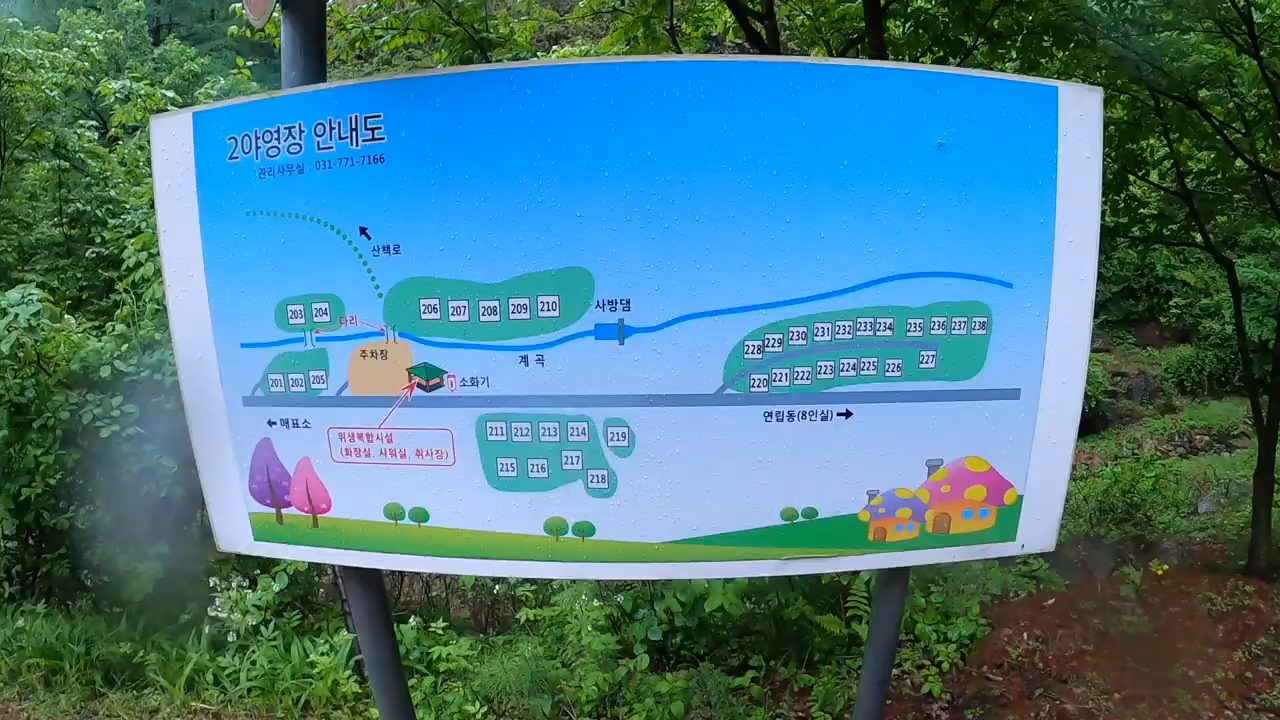 2야영장 안내도
관리사무실 : 031-771-7166
산책로
203 204
다리
206 207 208 209 210
사방댐
주차장
계곡
201 202 205
소화기
228 229 230 231 232 233 234 235 236 237 238
220 221 222 223 224 225 226 227
매표소
연립동(8인실)
위생복합시설
(화장실, 샤워실, 취사장)
211 212 213 214 219
215 216 217 218